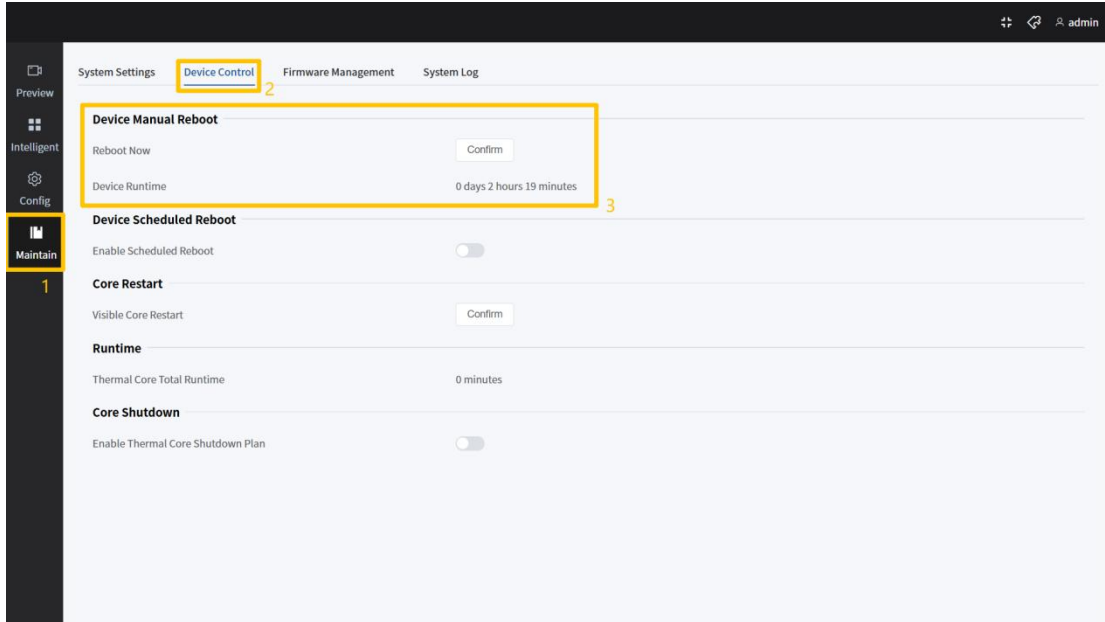 admin
Preview
Intelligent
Config
Maintain
1
System Settings Device Control Firmware Management System Log
2
Device Manual Reboot
Reboot Now Confirm
Device Runtime 0 days 2 hours 19 minutes
3
Device Scheduled Reboot
Enable Scheduled Reboot
Core Restart
Visible Core Restart Confirm
Runtime
Thermal Core Total Runtime 0 minutes
Core Shutdown
Enable Thermal Core Shutdown Plan